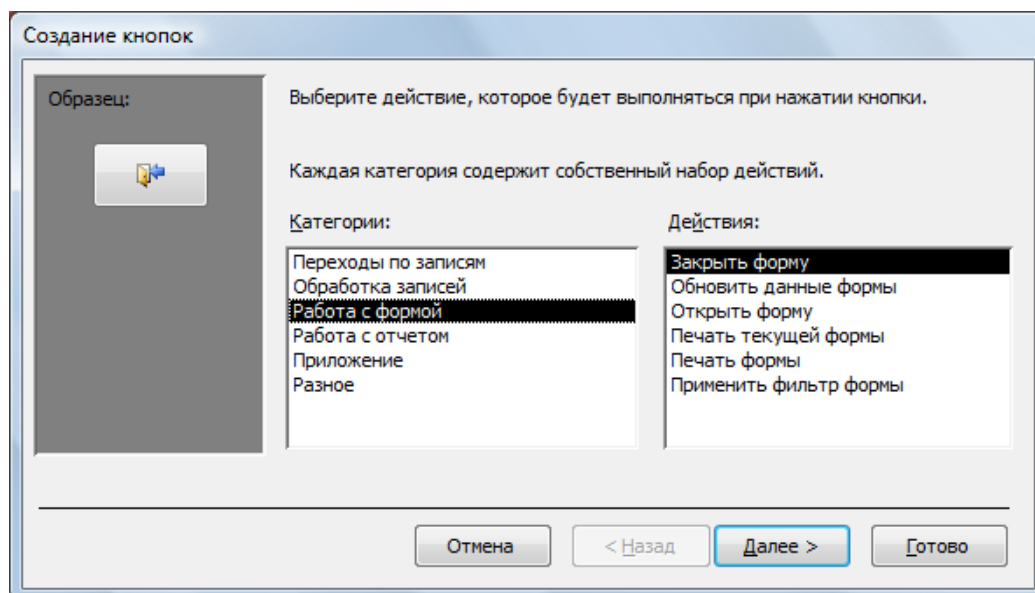 Создание кнопок
Образец:
Выберите действие, которое будет выполняться при нажатии кнопки.
Каждая категория содержит собственный набор действий.
Категории:
Переходы по записям
Обработка записей
Работа с формой
Работа с отчетом
Приложение
Разное
Действия:
Закрыть форму
Обновить данные формы
Открыть форму
Печать текущей формы
Печать формы
Применить фильтр формы
Отмена
< Назад
Далее >
Готово